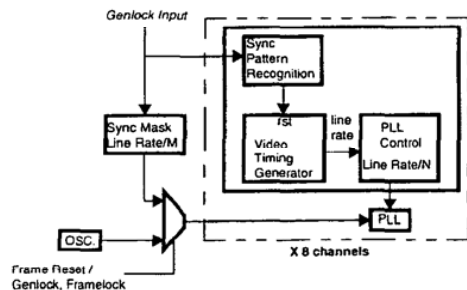 Genlock Input
Sync
Pattern
Recognition
rst
Video
Timing
Generator
line
rate
PLL
Control
Line Rate/N
Sync Mask
Line Rate/M
PLL
OSC.
X 8 channels
Frame Reset /
Genlock, Framelock